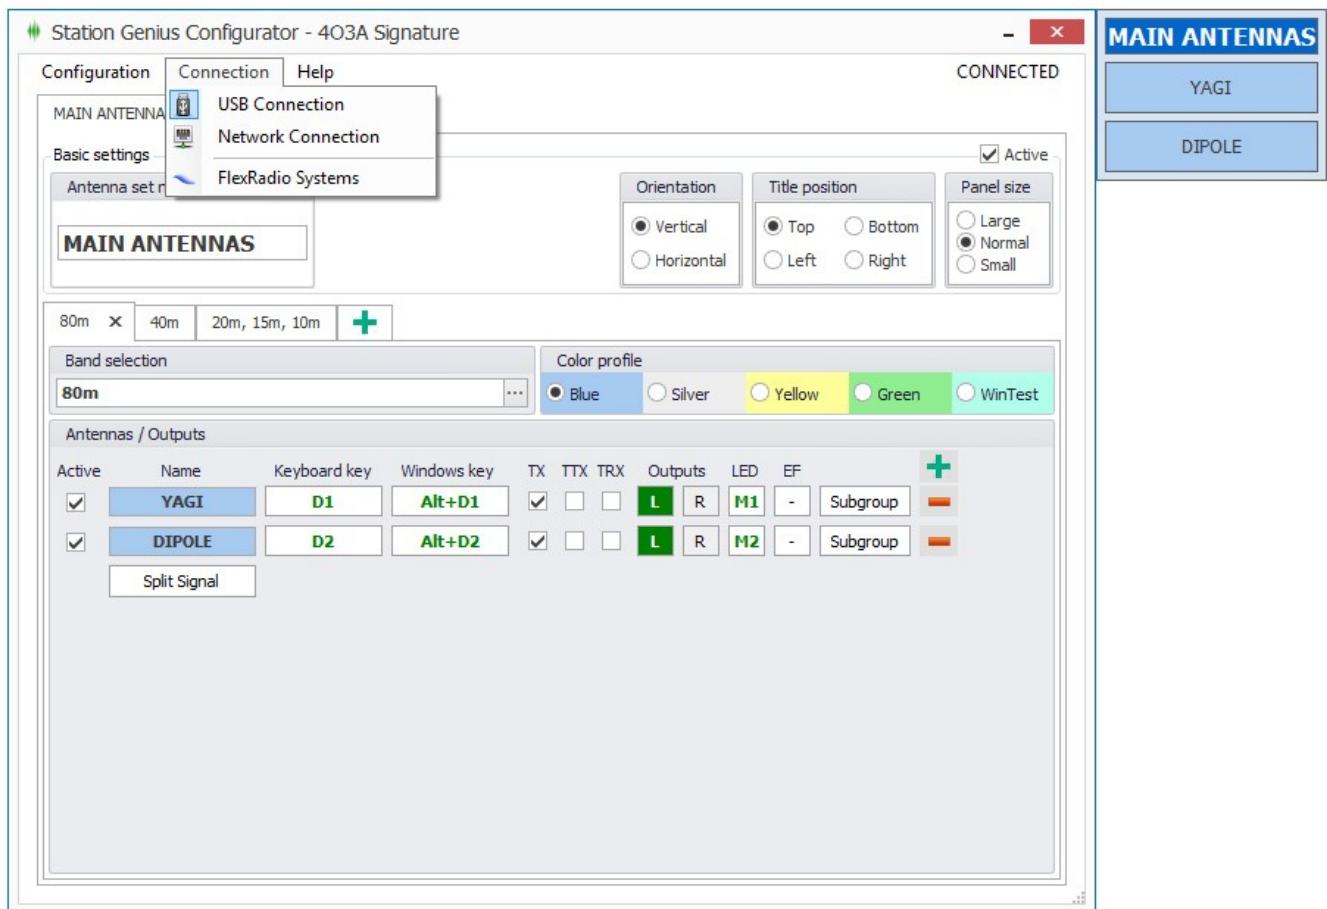 Station Genius Configurator - 4O3A Signature
Configuration Connection Help CONNECTED
USB Connection
Network Connection
FlexRadio Systems
MAIN ANTENNA
Basic settings
Active
Antenna set n
MAIN ANTENNAS
Orientation
Vertical
Horizontal
Title position
Top Bottom
Left Right
Panel size
Large
Normal
Small
80m 40m 20m, 15m, 10m
Band selection
80m ...
Color profile
Blue Silver Yellow Green WinTest
Antennas / Outputs
Active Name Keyboard key Windows key TX TTX TRX Outputs LED EF
YAGI D1 Alt+D1 L R M1 - Subgroup
DIPOLE D2 Alt+D2 L R M2 - Subgroup
Split Signal
MAIN ANTENNAS
YAGI
DIPOLE